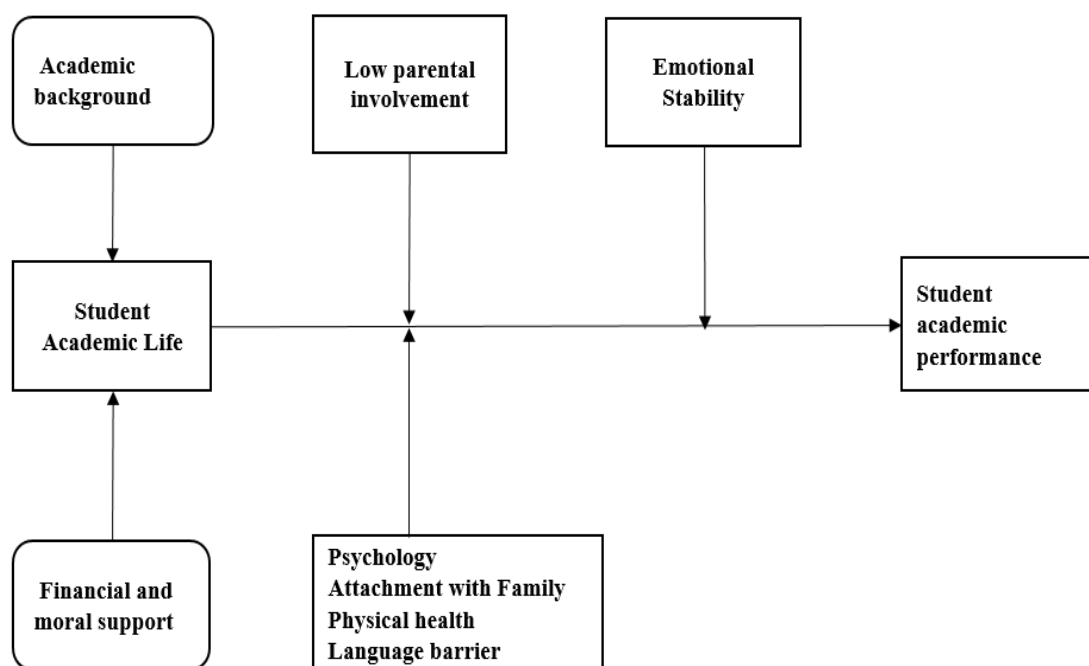 Academic
background
Low parental
involvement
Emotional
Stability
Student
Academic Life
Student
academic
performance
Financial and
moral support
Psychology
Attachment with Family
Physical health
Language barrier